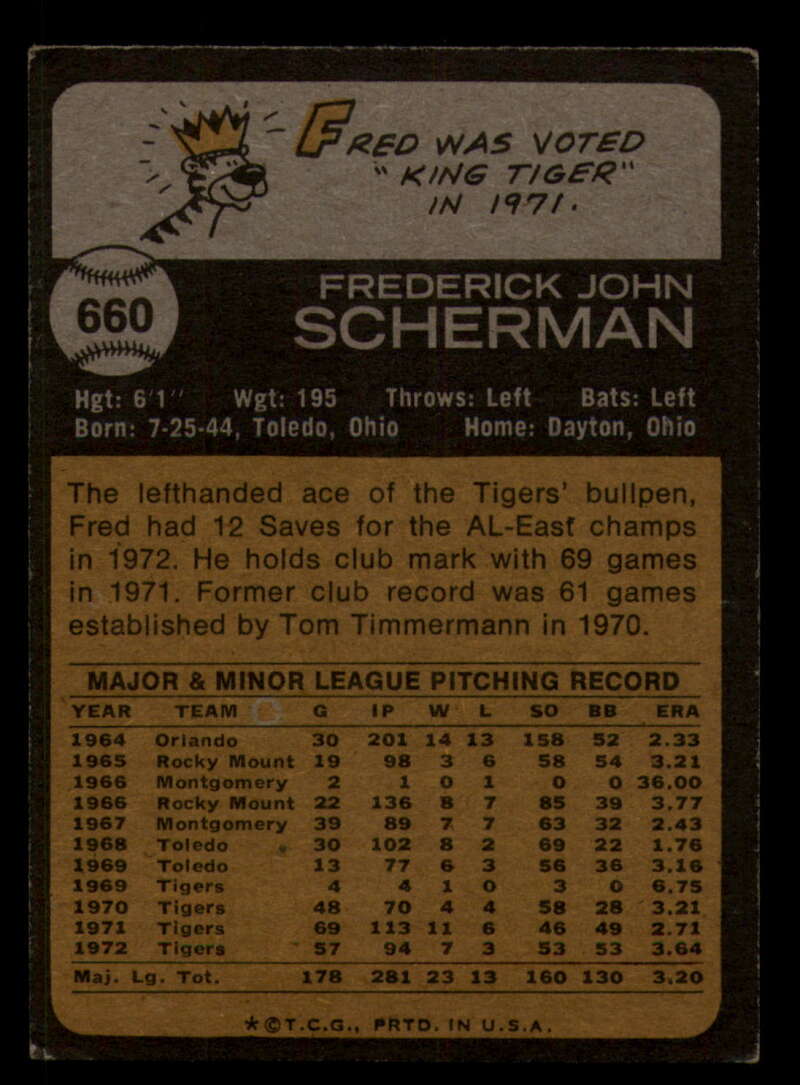 FRED WAS VOTED
"KING TIGER"
IN 1971.
660
FREDERICK JOHN
SCHERMAN
Hgt: 6'1" Wgt: 195 Throws: Left Bats: Left
Born: 7-25-44, Toledo, Ohio Home: Dayton, Ohio
The lefthanded ace of the Tigers' bullpen,
Fred had 12 Saves for the AL-East champs
in 1972. He holds club mark with 69 games
in 1971. Former club record was 61 games
established by Tom Timmermann in 1970.
MAJOR & MINOR LEAGUE PITCHING RECORD
YEAR TEAM G IP W L SO BB ERA
1964 Orlando 30 201 14 13 158 52 2.33
1965 Rocky Mount 19 98 3 6 58 54 3.21
1966 Montgomery 2 1 0 1 0 0 36.00
1966 Rocky Mount 22 136 8 7 85 39 3.77
1967 Montgomery 39 89 7 7 63 32 2.43
1968 Toledo 30 102 8 2 69 22 1.76
1969 Toledo 13 77 6 3 56 36 3.16
1969 Tigers 4 4 1 0 3 0 6.75
1970 Tigers 48 70 4 4 58 28 3.21
1971 Tigers 69 113 11 6 46 49 2.71
1972 Tigers 57 94 7 3 53 53 3.64
Maj. Lg. Tot. 178 281 23 13 160 130 3.20
*©T.C.G., PRTD. IN U.S.A.